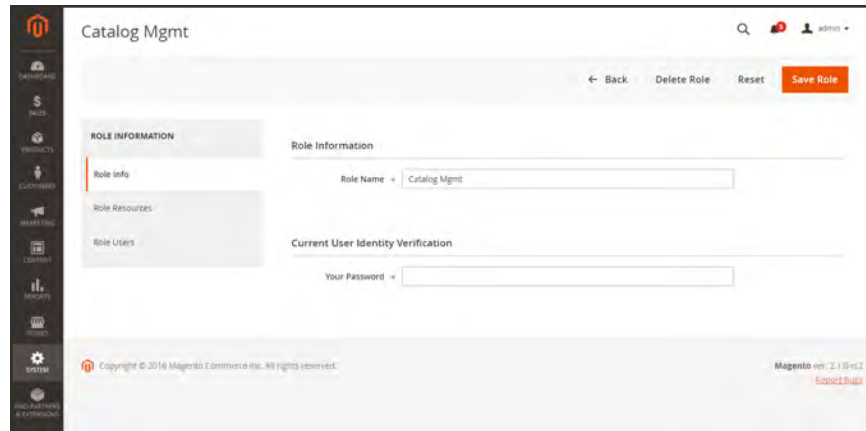 Catalog Mgmt
5
admin
DASHBOARD
SALES
PRODUCTS
CUSTOMERS
MARKETING
CONTENT
REPORTS
STORES
SYSTEM
FIND PARTNERS
& EXTENSIONS
← Back Delete Role Reset Save Role
ROLE INFORMATION
Role Info
Role Resources
Role Users
Role Information
Role Name * Catalog Mgmt
Current User Identity Verification
Your Password *
Copyright © 2016 Magento Commerce Inc. All rights reserved.
Magento ver. 2.1.0-rc2
Report Bugs